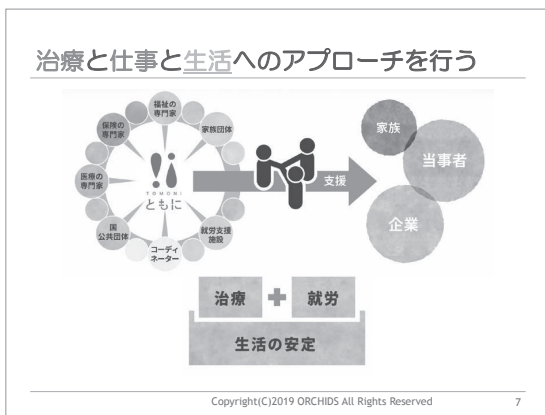 治療と仕事と生活へのアプローチを行う
福祉の
専門家
保険の
専門家
家族団体
医療の
専門家
TOMONI
ともに
国
公共団体
就労支援
施設
コーディ
ネーター
支援
家族
当事者
企業
治療
就労
生活の安定
Copyright(C)2019 ORCHIDS All Rights Reserved
7